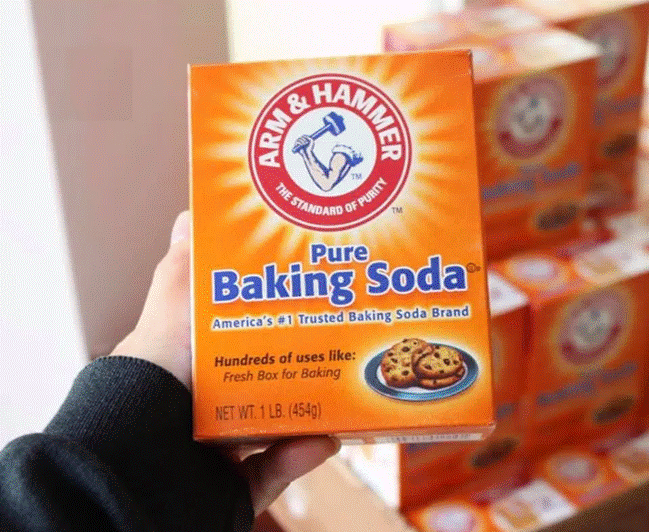 ARM & HAMMER
TM
THE STANDARD OF PURITY
TM
Pure
Baking Soda
America's #1 Trusted Baking Soda Brand
Hundreds of uses like:
Fresh Box for Baking
NET WT. 1 LB. (454g)